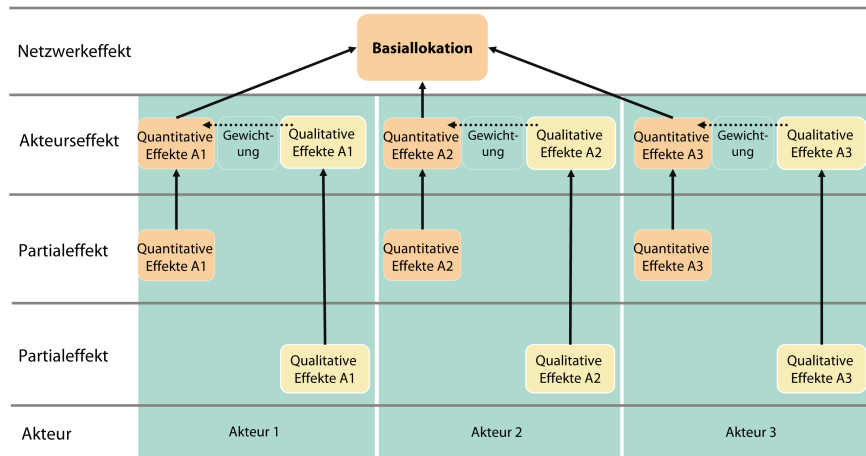 Netzwerkeffekt
Basiallokation
Akteurseffekt
Quantitative
Effekte A1
Gewicht-
ung
Qualitative
Effekte A1
Quantitative
Effekte A2
Gewicht-
ung
Qualitative
Effekte A2
Quantitative
Effekte A3
Gewicht-
ung
Qualitative
Effekte A3
Partialeffekt
Quantitative
Effekte A1
Quantitative
Effekte A2
Quantitative
Effekte A3
Partialeffekt
Qualitative
Effekte A1
Qualitative
Effekte A2
Qualitative
Effekte A3
Akteur
Akteur 1
Akteur 2
Akteur 3